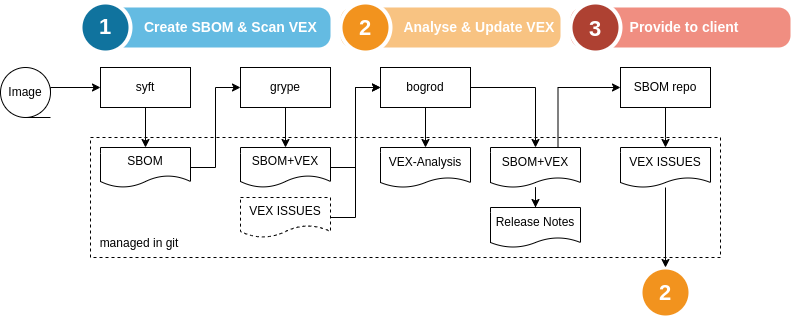 1 Create SBOM & Scan VEX
2 Analyse & Update VEX
3 Provide to client
Image
syft
grype
bogrod
SBOM repo
SBOM
SBOM+VEX
VEX-Analysis
SBOM+VEX
VEX ISSUES
VEX ISSUES
Release Notes
managed in git
2